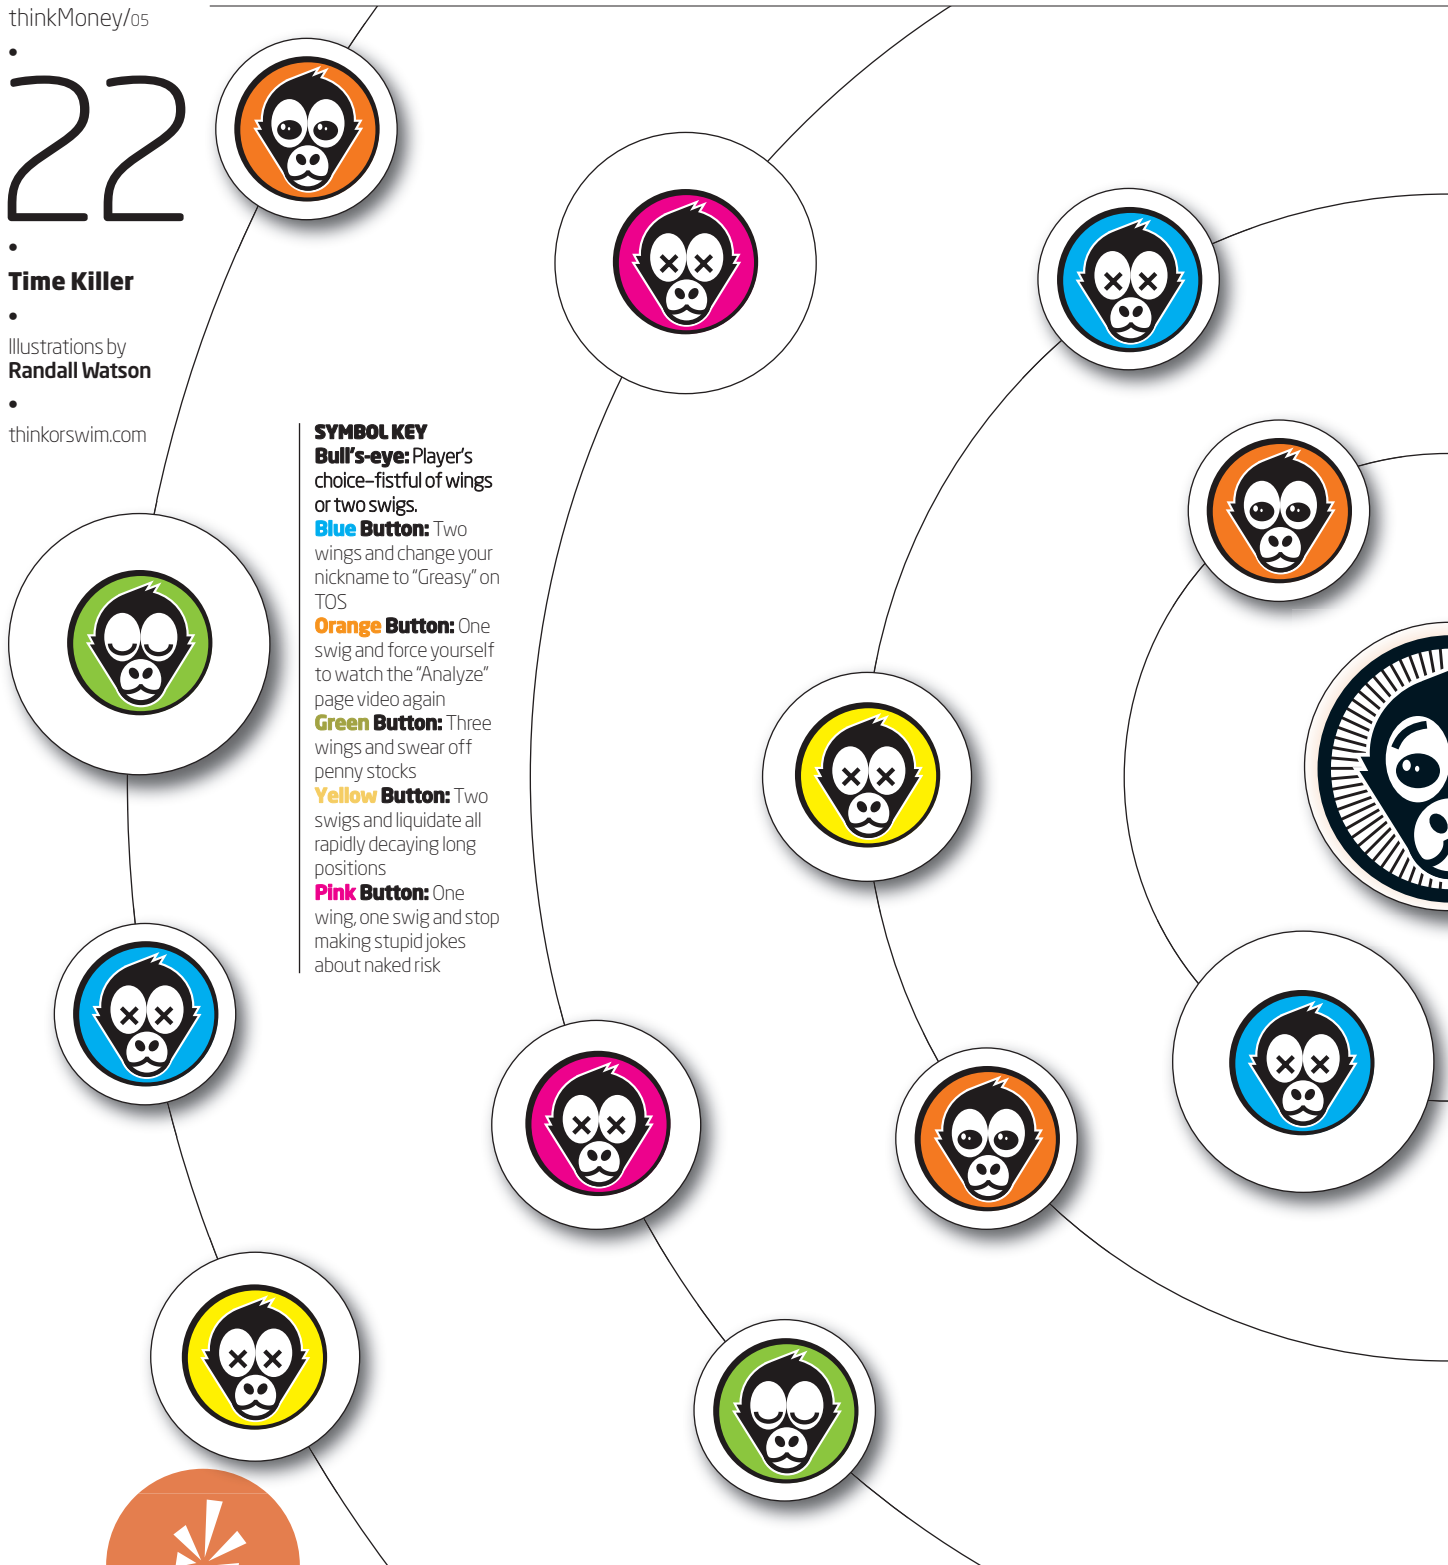 thinkMoney/05
•
22
•
Time Killer
•
Illustrations by
Randall Watson
•
thinkorswim.com
SYMBOL KEY
Bull's-eye: Player's
choice–fistful of wings
or two swigs.
Blue Button: Two
wings and change your
nickname to "Greasy" on
TOS
Orange Button: One
swig and force yourself
to watch the "Analyze"
page video again
Green Button: Three
wings and swear off
penny stocks
Yellow Button: Two
swigs and liquidate all
rapidly decaying long
positions
Pink Button: One
wing, one swig and stop
making stupid jokes
about naked risk